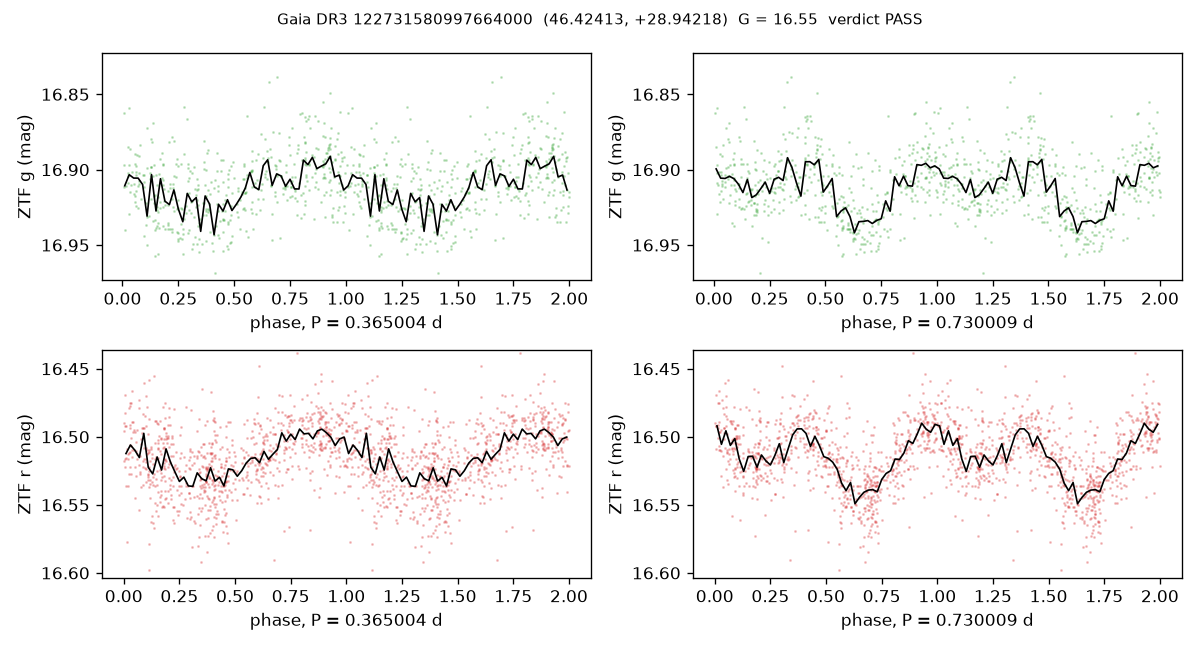 Gaia DR3 122731580997664000  (46.42413, +28.94218)  G = 16.55  verdict PASS
ZTF g (mag)
16.85
16.90
16.95
0.00 0.25 0.50 0.75 1.00 1.25 1.50 1.75 2.00
phase, P = 0.365004 d
ZTF g (mag)
16.85
16.90
16.95
0.00 0.25 0.50 0.75 1.00 1.25 1.50 1.75 2.00
phase, P = 0.730009 d
ZTF r (mag)
16.45
16.50
16.55
16.60
0.00 0.25 0.50 0.75 1.00 1.25 1.50 1.75 2.00
phase, P = 0.365004 d
ZTF r (mag)
16.45
16.50
16.55
16.60
0.00 0.25 0.50 0.75 1.00 1.25 1.50 1.75 2.00
phase, P = 0.730009 d